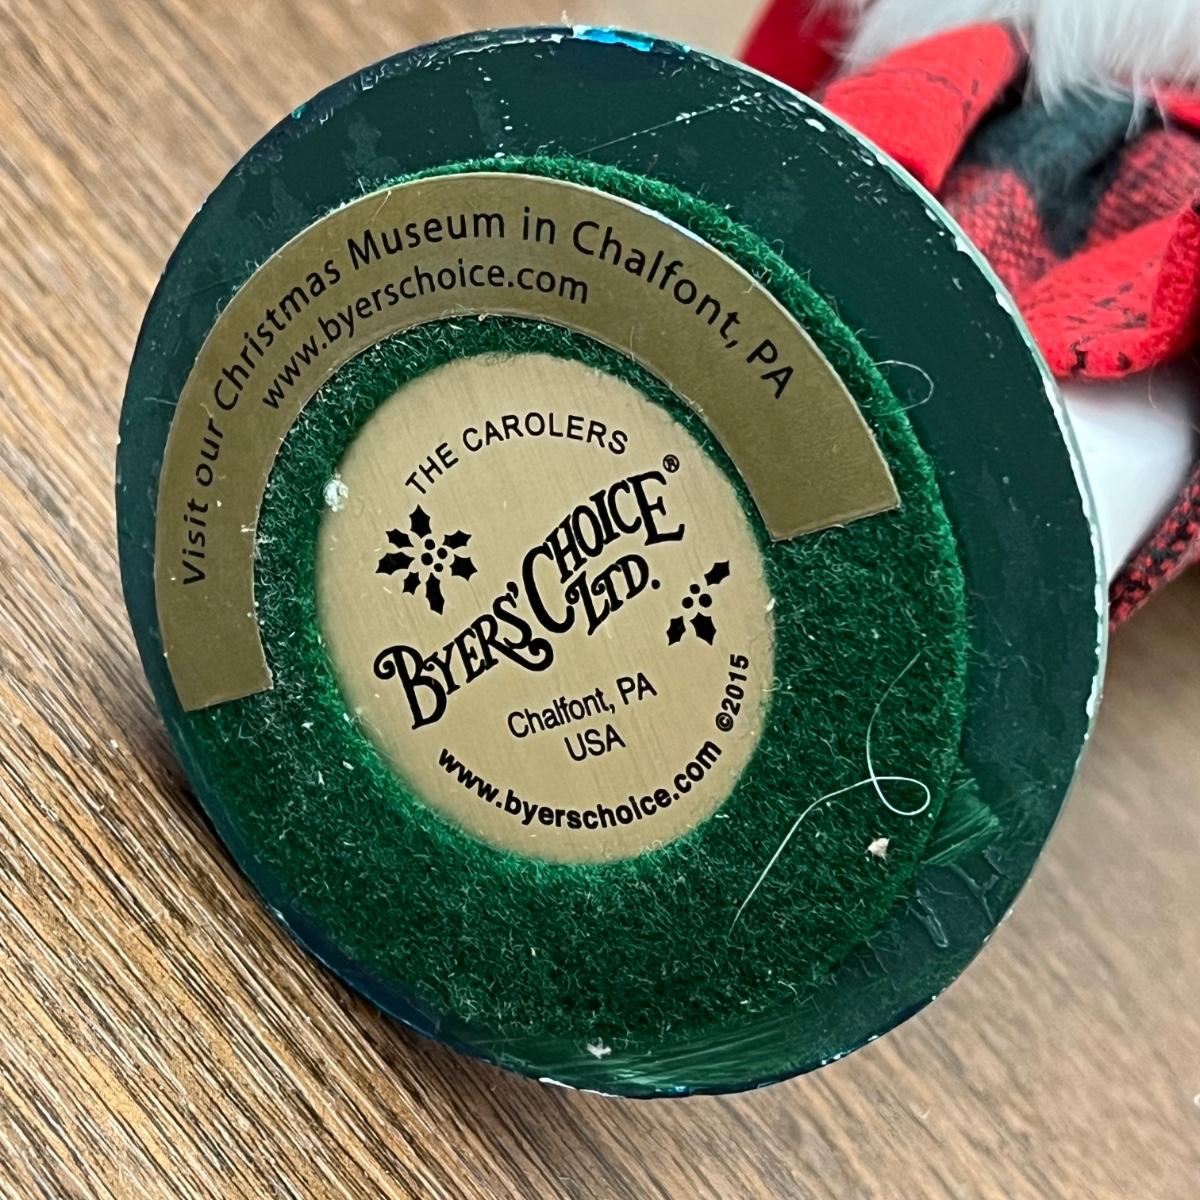 Visit our Christmas Museum in Chalfont, PA
www.byerschoice.com
THE CAROLERS
BYERS' CHOICE®
LTD.
Chalfont, PA
USA
www.byerschoice.com ©2015